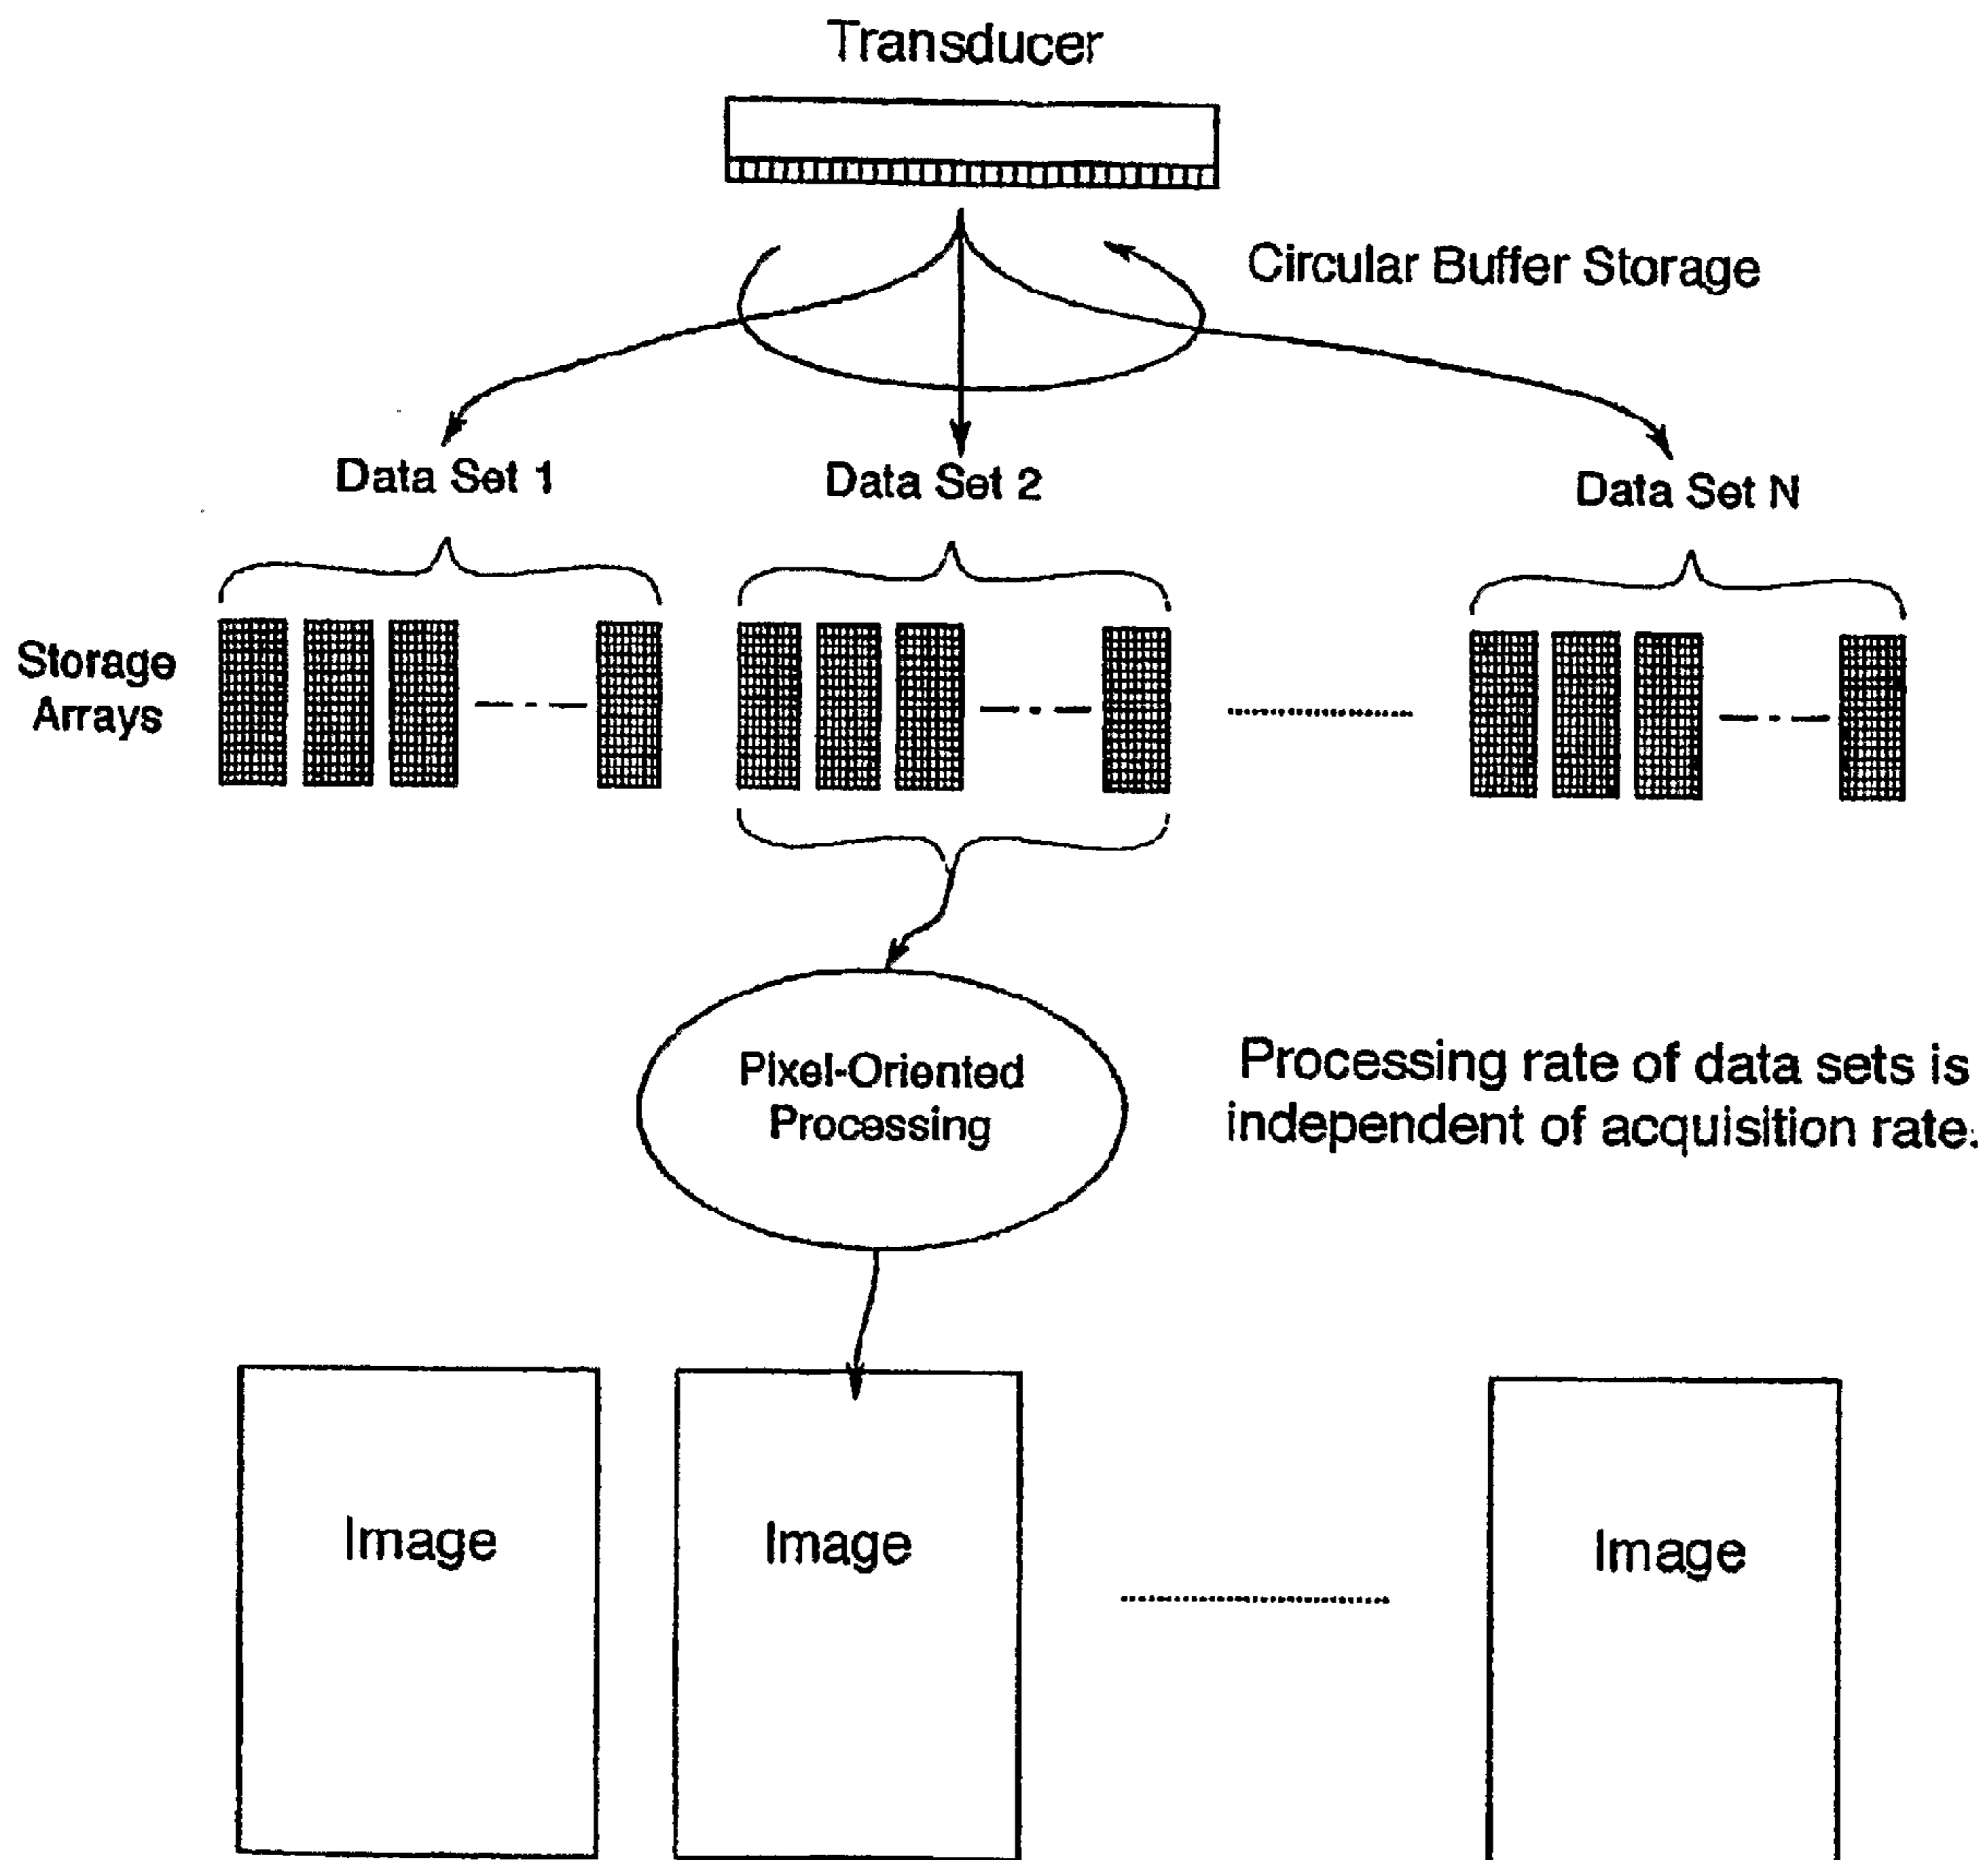 Transducer
Circular Buffer Storage
Data Set 1
Data Set 2
Data Set N
Storage
Arrays
Pixel-Oriented
Processing
Processing rate of data sets is
independent of acquisition rate.
Image
Image
Image